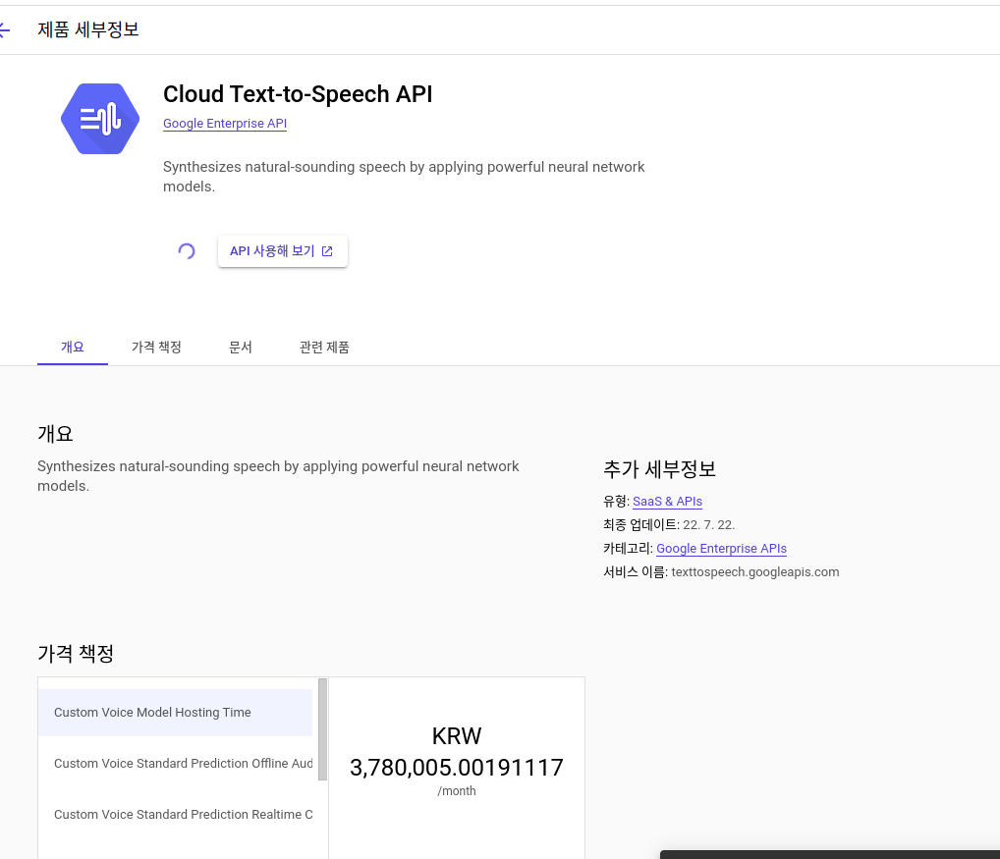 제품 세부정보
Cloud Text-to-Speech API
Google Enterprise API
Synthesizes natural-sounding speech by applying powerful neural network
models.
API 사용해 보기
개요
가격 책정
문서
관련 제품
개요
Synthesizes natural-sounding speech by applying powerful neural network
models.
추가 세부정보
유형: SaaS & APIs
최종 업데이트: 22. 7. 22.
카테고리: Google Enterprise APIs
서비스 이름: texttospeech.googleapis.com
가격 책정
Custom Voice Model Hosting Time
Custom Voice Standard Prediction Offline Aud
Custom Voice Standard Prediction Realtime C
KRW
3,780,005.00191117
/month